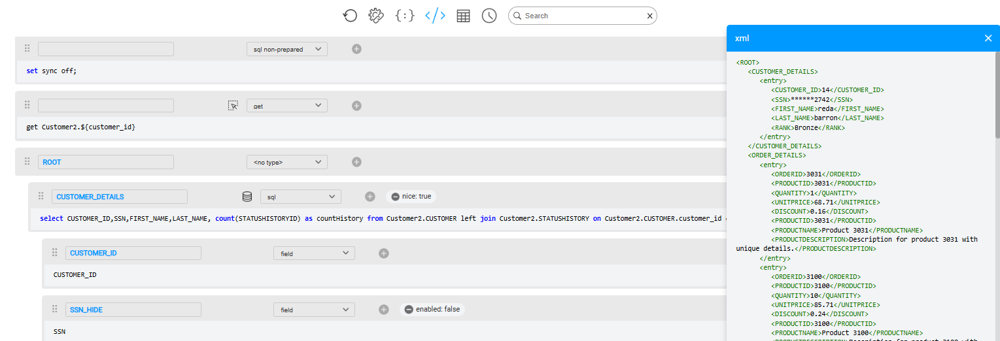 Search
sql non-prepared
set sync off;
get
get Customer2.${customer_id}
ROOT
<no type>
CUSTOMER_DETAILS
sql
nice: true
select CUSTOMER_ID,SSN,FIRST_NAME,LAST_NAME, count(STATUSHISTORYID) as countHistory from Customer2.CUSTOMER left join Customer2.STATUSHISTORY on Customer2.CUSTOMER.customer_id =
CUSTOMER_ID
field
CUSTOMER_ID
SSN_HIDE
field
enabled: false
SSN
xml
<ROOT>
<CUSTOMER_DETAILS>
<entry>
<CUSTOMER_ID>14</CUSTOMER_ID>
<SSN>******2742</SSN>
<FIRST_NAME>reda</FIRST_NAME>
<LAST_NAME>barron</LAST_NAME>
<RANK>Bronze</RANK>
</entry>
</CUSTOMER_DETAILS>
<ORDER_DETAILS>
<entry>
<ORDERID>3031</ORDERID>
<PRODUCTID>3031</PRODUCTID>
<QUANTITY>1</QUANTITY>
<UNITPRICE>68.71</UNITPRICE>
<DISCOUNT>0.16</DISCOUNT>
<PRODUCTID>3031</PRODUCTID>
<PRODUCTNAME>Product 3031</PRODUCTNAME>
<PRODUCTDESCRIPTION>Description for product 3031 with
unique details.</PRODUCTDESCRIPTION>
</entry>
<entry>
<ORDERID>3100</ORDERID>
<PRODUCTID>3100</PRODUCTID>
<QUANTITY>10</QUANTITY>
<UNITPRICE>85.71</UNITPRICE>
<DISCOUNT>0.24</DISCOUNT>
<PRODUCTID>3100</PRODUCTID>
<PRODUCTNAME>Product 3100</PRODUCTNAME>
<PRODUCTDESCRIPTION>Description for product 3100 with